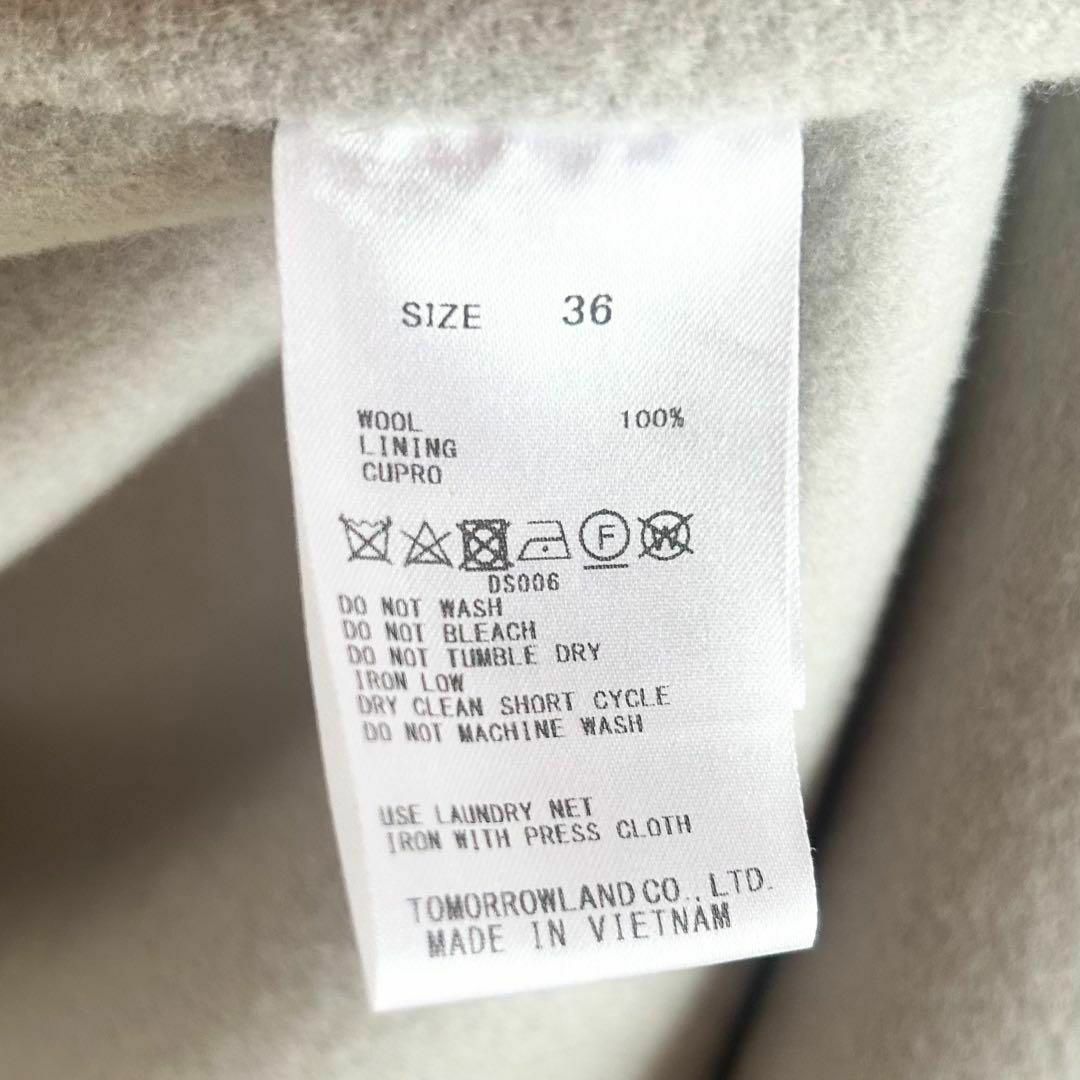 SIZE 36
WOOL 100%
LINING
CUPRO
F W
DS006
DO NOT WASH
DO NOT BLEACH
DO NOT TUMBLE DRY
IRON LOW
DRY CLEAN SHORT CYCLE
DO NOT MACHINE WASH
USE LAUNDRY NET
IRON WITH PRESS CLOTH
TOMORROWLAND CO., LTD.
MADE IN VIETNAM